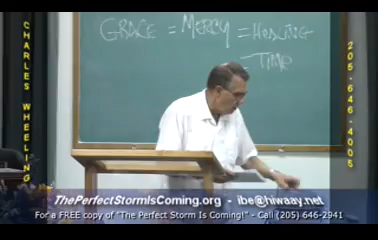 GRACE = MERCY = HEALING
- TIME
CHARLES WHEELING
205-646-4005
ThePerfectStormIsComing.org - ibe@hiwaay.net
For a FREE copy of "The Perfect Storm Is Coming!" - Call (205) 646-2941